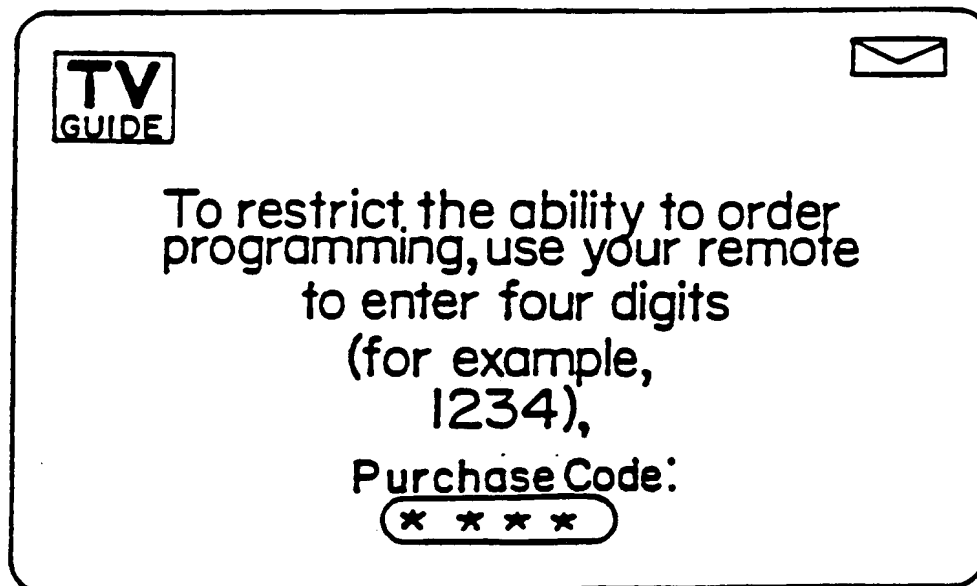 TV
GUIDE
To restrict the ability to order
programming, use your remote
to enter four digits
(for example,
1234),
Purchase Code:
* * * *